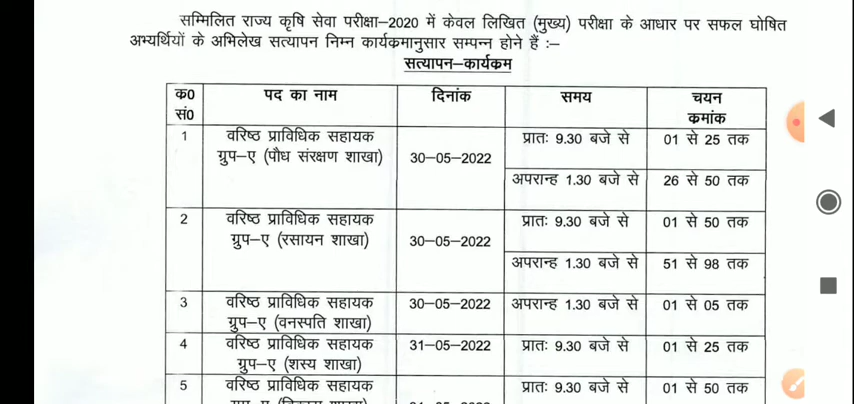 सम्मिलित राज्य कृषि सेवा परीक्षा–2020 में केवल लिखित (मुख्य) परीक्षा के आधार पर सफल घोषित
अभ्यर्थियों के अभिलेख सत्यापन निम्न कार्यक्रमानुसार सम्पन्न होने हैं :–
सत्यापन–कार्यक्रम
क0 सं0 पद का नाम दिनांक समय चयन कमांक
1 वरिष्ठ प्राविधिक सहायक ग्रुप–ए (पौध संरक्षण शाखा) 30–05–2022 प्रातः 9.30 बजे से 01 से 25 तक
अपरान्ह 1.30 बजे से 26 से 50 तक
2 वरिष्ठ प्राविधिक सहायक ग्रुप–ए (रसायन शाखा) 30–05–2022 प्रातः 9.30 बजे से 01 से 50 तक
अपरान्ह 1.30 बजे से 51 से 98 तक
3 वरिष्ठ प्राविधिक सहायक ग्रुप–ए (वनस्पति शाखा) 30–05–2022 अपरान्ह 1.30 बजे से 01 से 05 तक
4 वरिष्ठ प्राविधिक सहायक ग्रुप–ए (शस्य शाखा) 31–05–2022 प्रातः 9.30 बजे से 01 से 25 तक
5 वरिष्ठ प्राविधिक सहायक प्रातः 9.30 बजे से 01 से 50 तक